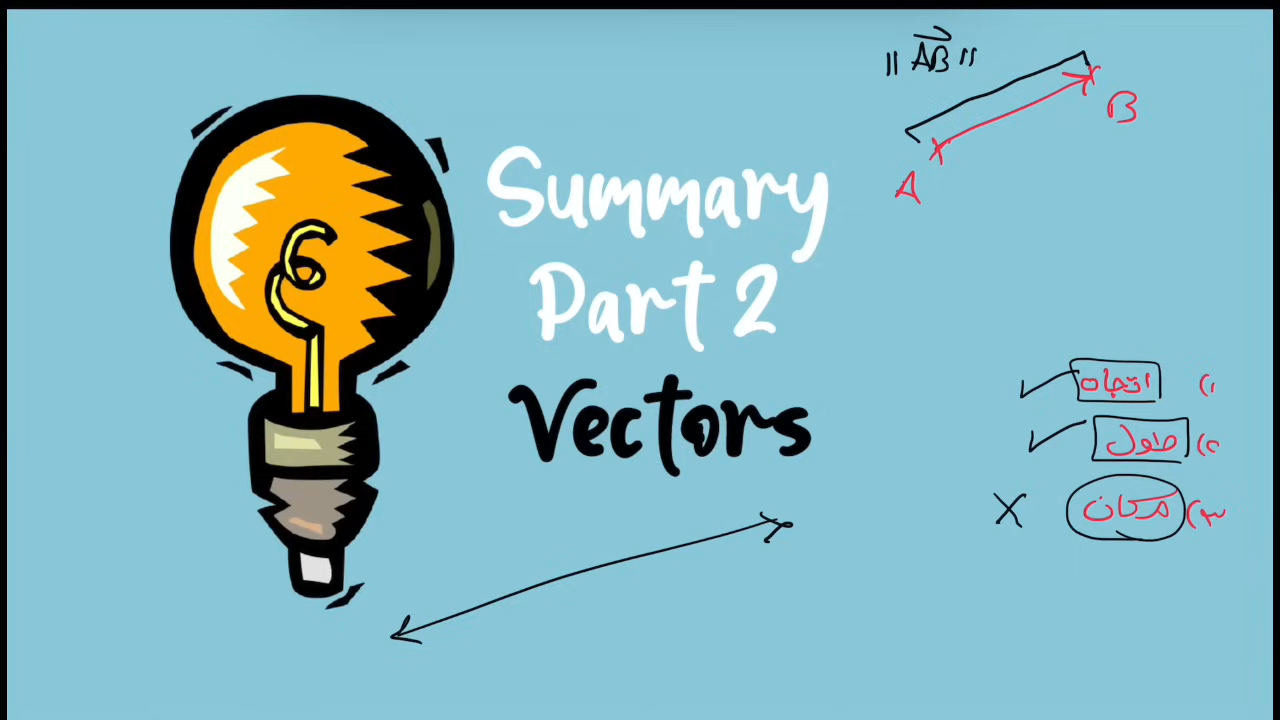 || AB ||
B
A
Summary
Part 2
Vectors
١) اتجاه
٢) طول
٣) مكان